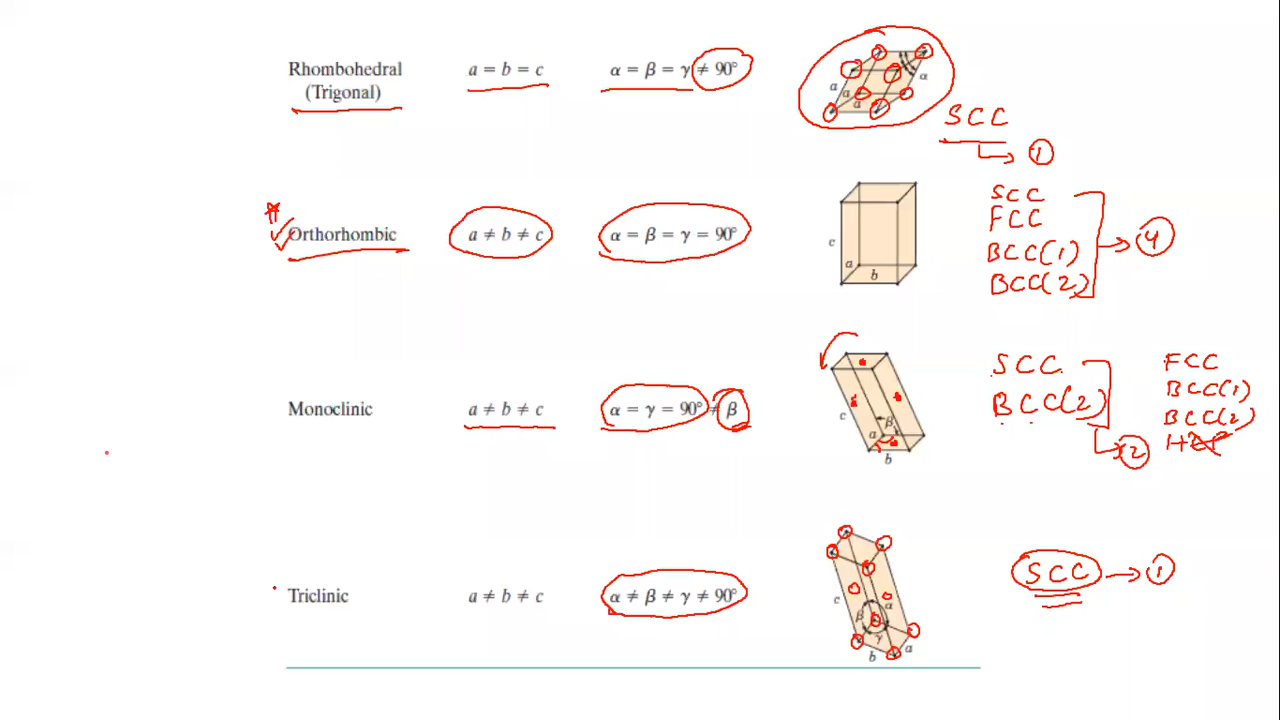 Rhombohedral (Trigonal)
a = b = c
α = β = γ ≠ 90°
a
a
a
α
SCC
1
Orthorhombic
a ≠ b ≠ c
α = β = γ = 90°
c
a
b
SCC
FCC
BCC(1)
BCC(2)
4
Monoclinic
a ≠ b ≠ c
α = γ = 90° ≠ β
c
a
β
b
SCC
BCC(2)
2
FCC
BCC(1)
BCC(2)
Triclinic
a ≠ b ≠ c
α ≠ β ≠ γ ≠ 90°
c
β
α
γ
b
a
SCC
1